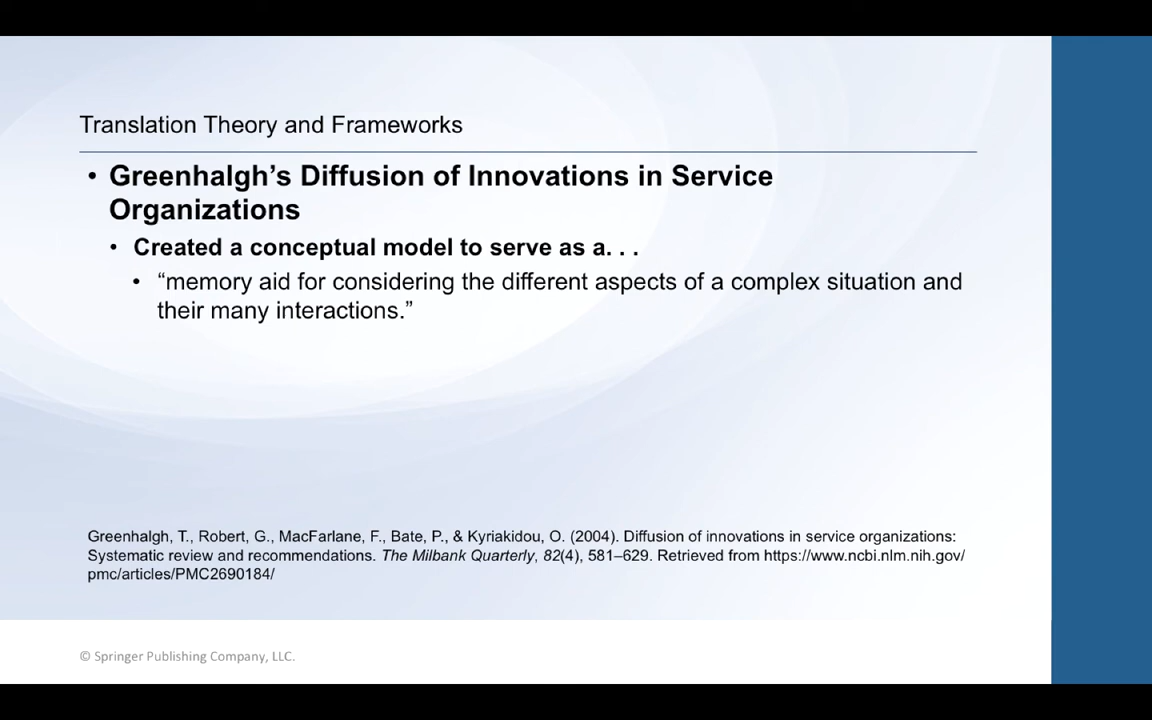 Translation Theory and Frameworks
• Greenhalgh’s Diffusion of Innovations in Service
Organizations
• Created a conceptual model to serve as a. . .
• “memory aid for considering the different aspects of a complex situation and
their many interactions.”
Greenhalgh, T., Robert, G., MacFarlane, F., Bate, P., & Kyriakidou, O. (2004). Diffusion of innovations in service organizations:
Systematic review and recommendations. The Milbank Quarterly, 82(4), 581–629. Retrieved from https://www.ncbi.nlm.nih.gov/
pmc/articles/PMC2690184/
© Springer Publishing Company, LLC.